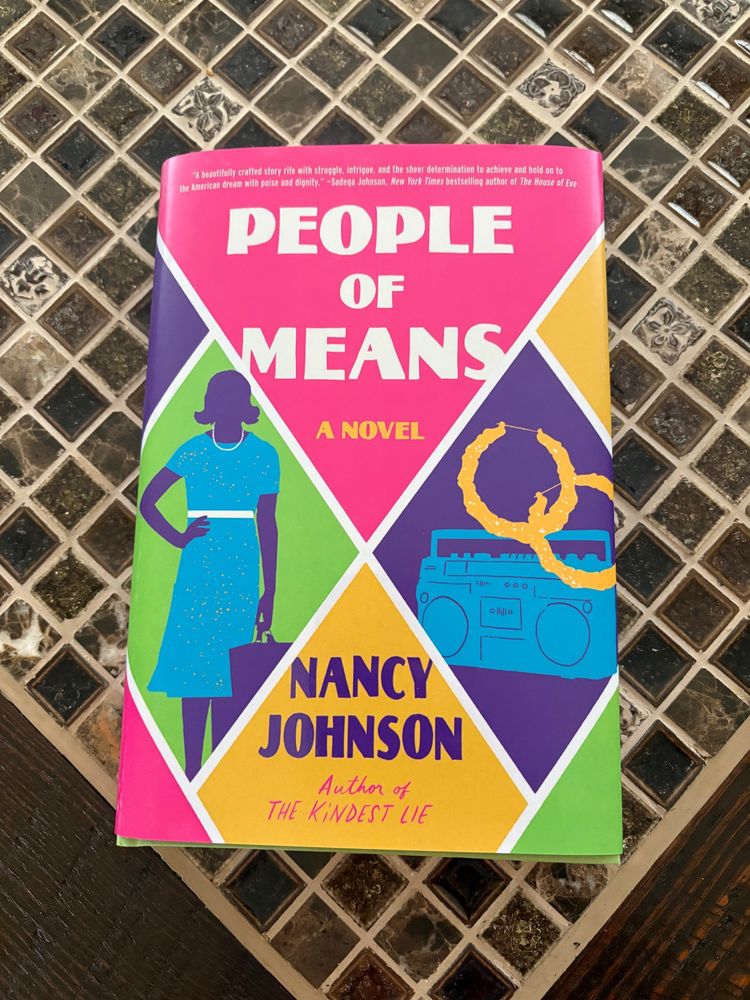 "A beautifully crafted story rife with struggle, intrigue, and the sheer determination to achieve and hold on to
the American dream with poise and dignity." –Sadeqa Johnson, New York Times bestselling author of The House of Eve
PEOPLE
OF
MEANS
A NOVEL
NANCY
JOHNSON
Author of
THE KiNDEST LIE